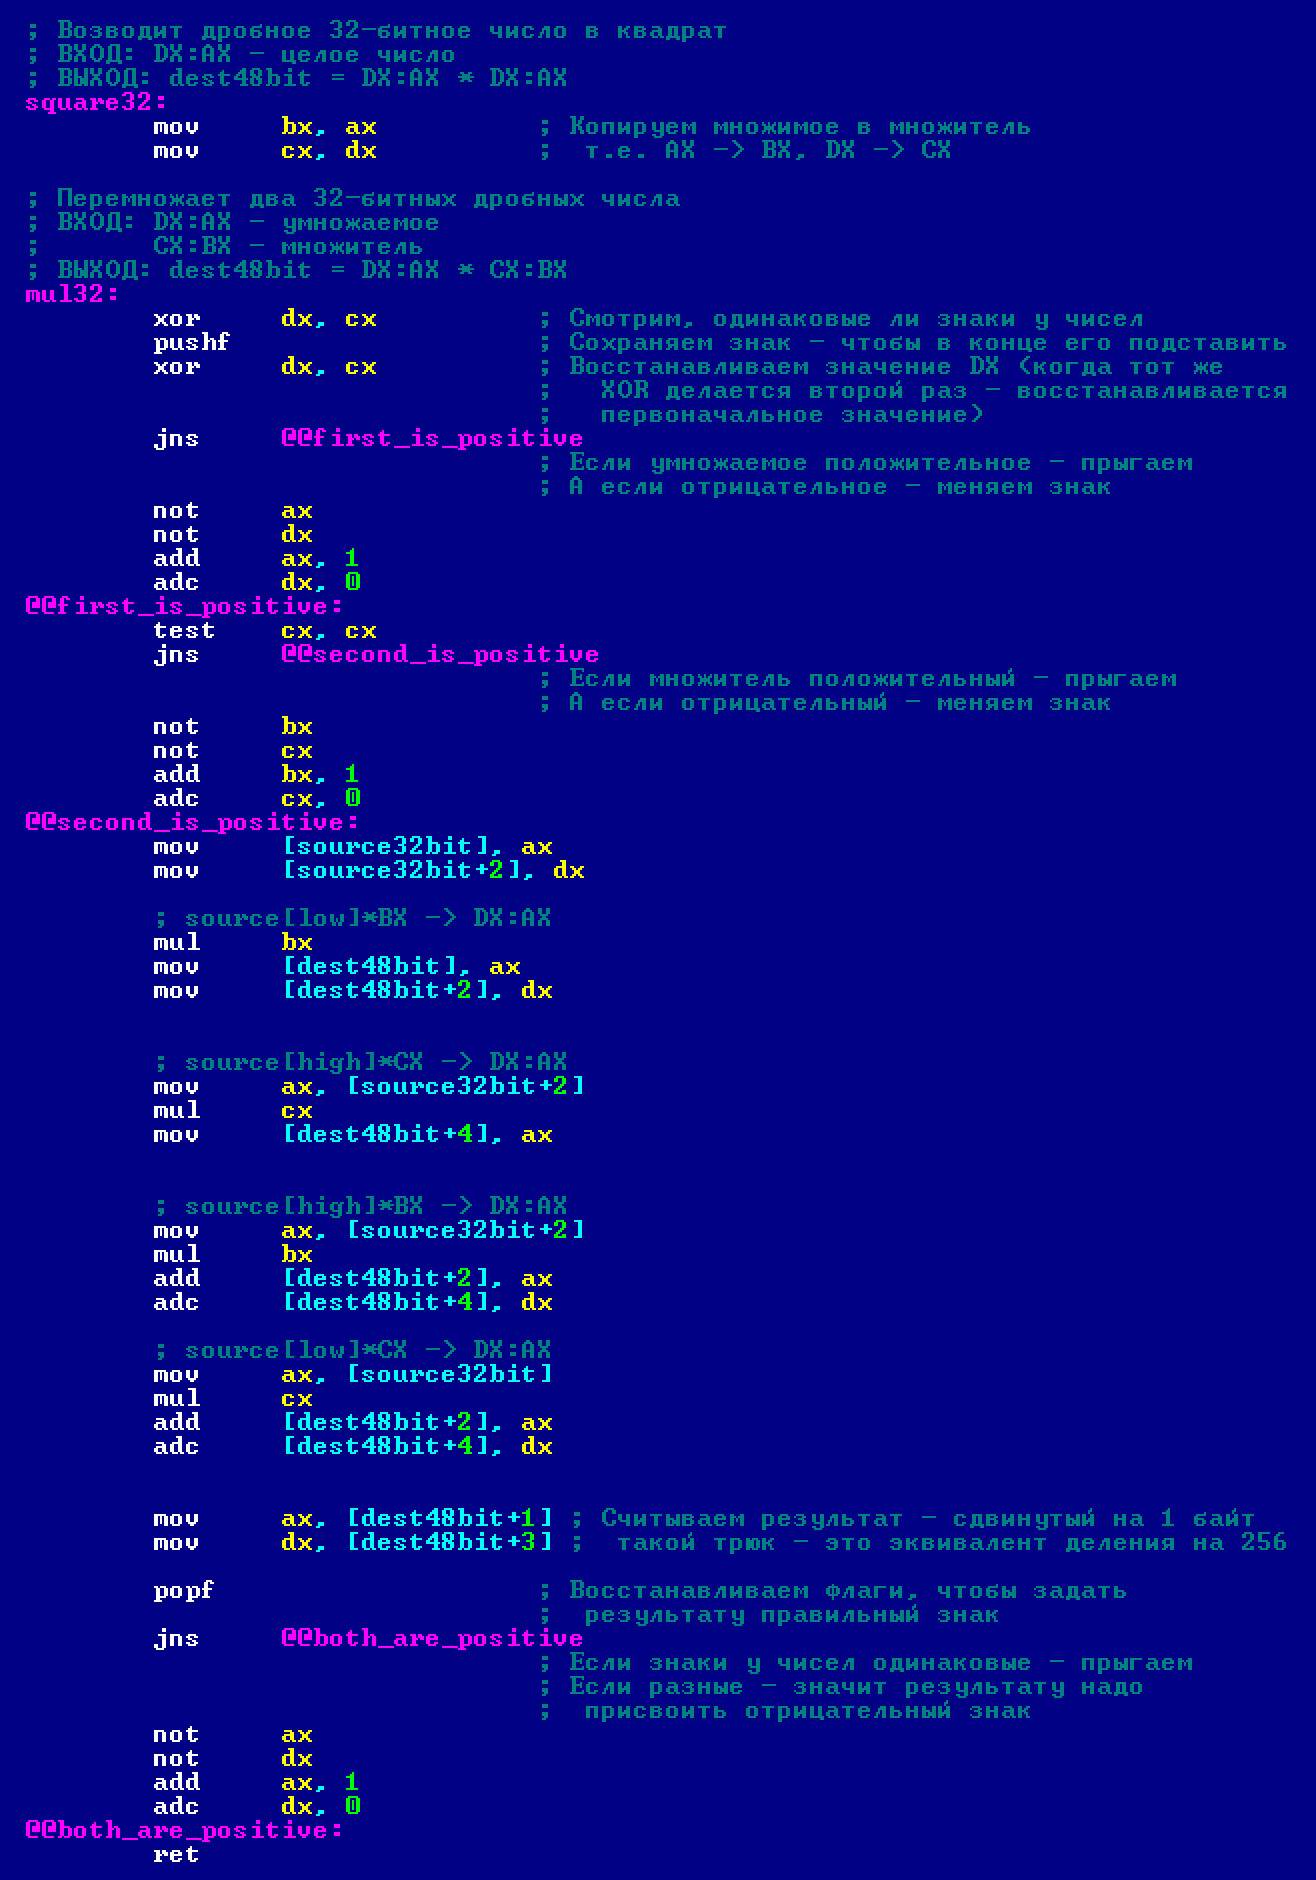 ; Возводит дробное 32-битное число в квадрат
; ВХОД: DX:AX - целое число
; ВЫХОД: dest48bit = DX:AX * DX:AX
square32:
        mov     bx, ax          ; Копируем множимое в множитель
        mov     cx, dx          ;  т.е. AX -> BX, DX -> CX

; Перемножает два 32-битных дробных числа
; ВХОД: DX:AX - умножаемое
;       CX:BX - множитель
; ВЫХОД: dest48bit = DX:AX * CX:BX
mul32:
        xor     dx, cx          ; Смотрим, одинаковые ли знаки у чисел
        pushf                   ; Сохраняем знак - чтобы в конце его подставить
        xor     dx, cx          ; Восстанавливаем значение DX (когда тот же
                                ;   XOR делается второй раз - восстанавливается
                                ;   первоначальное значение)
        jns     @@first_is_positive
                                ; Если умножаемое положительное - прыгаем
                                ; А если отрицательное - меняем знак
        not     ax
        not     dx
        add     ax, 1
        adc     dx, 0
@@first_is_positive:
        test    cx, cx
        jns     @@second_is_positive
                                ; Если множитель положительный - прыгаем
                                ; А если отрицательный - меняем знак
        not     bx
        not     cx
        add     bx, 1
        adc     cx, 0
@@second_is_positive:
        mov     [source32bit], ax
        mov     [source32bit+2], dx

        ; source[low]*BX -> DX:AX
        mul     bx
        mov     [dest48bit], ax
        mov     [dest48bit+2], dx

        ; source[high]*CX -> DX:AX
        mov     ax, [source32bit+2]
        mul     cx
        mov     [dest48bit+4], ax

        ; source[high]*BX -> DX:AX
        mov     ax, [source32bit+2]
        mul     bx
        add     [dest48bit+2], ax
        adc     [dest48bit+4], dx

        ; source[low]*CX -> DX:AX
        mov     ax, [source32bit]
        mul     cx
        add     [dest48bit+2], ax
        adc     [dest48bit+4], dx

        mov     ax, [dest48bit+1] ; Считываем результат - сдвинутый на 1 байт
        mov     dx, [dest48bit+3] ;  такой трюк - это эквивалент деления на 256

        popf                    ; Восстанавливаем флаги, чтобы задать
                                ;  результату правильный знак
        jns     @@both_are_positive
                                ; Если знаки у чисел одинаковые - прыгаем
                                ; Если разные - значит результату надо
                                ;  присвоить отрицательный знак
        not     ax
        not     dx
        add     ax, 1
        adc     dx, 0
@@both_are_positive:
        ret